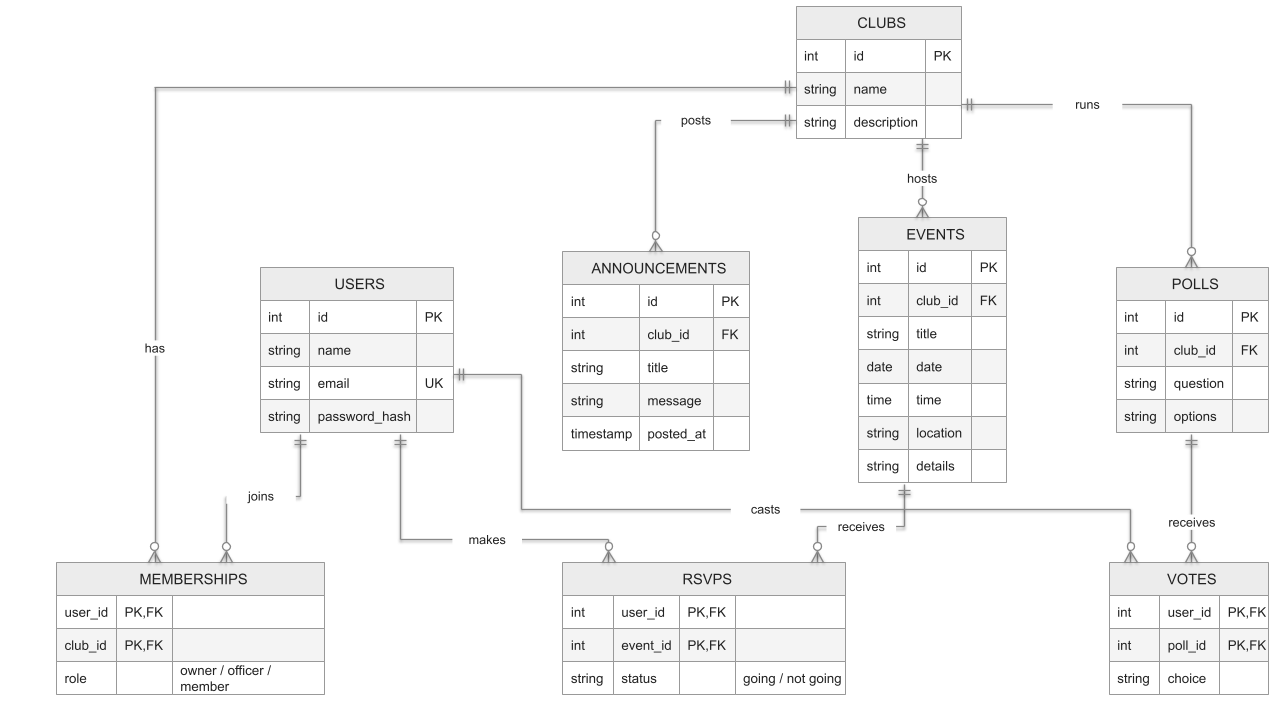 CLUBS
int id PK
string name
string description
posts
runs
hosts
has
ANNOUNCEMENTS
int id PK
int club_id FK
string title
string message
timestamp posted_at
EVENTS
int id PK
int club_id FK
string title
date date
time time
string location
string details
USERS
int id PK
string name
string email UK
string password_hash
POLLS
int id PK
int club_id FK
string question
string options
joins
makes
casts
receives
receives
MEMBERSHIPS
user_id PK,FK
club_id PK,FK
role owner / officer /
member
RSVPS
int user_id PK,FK
int event_id PK,FK
string status going / not going
VOTES
int user_id PK,FK
int poll_id PK,FK
string choice